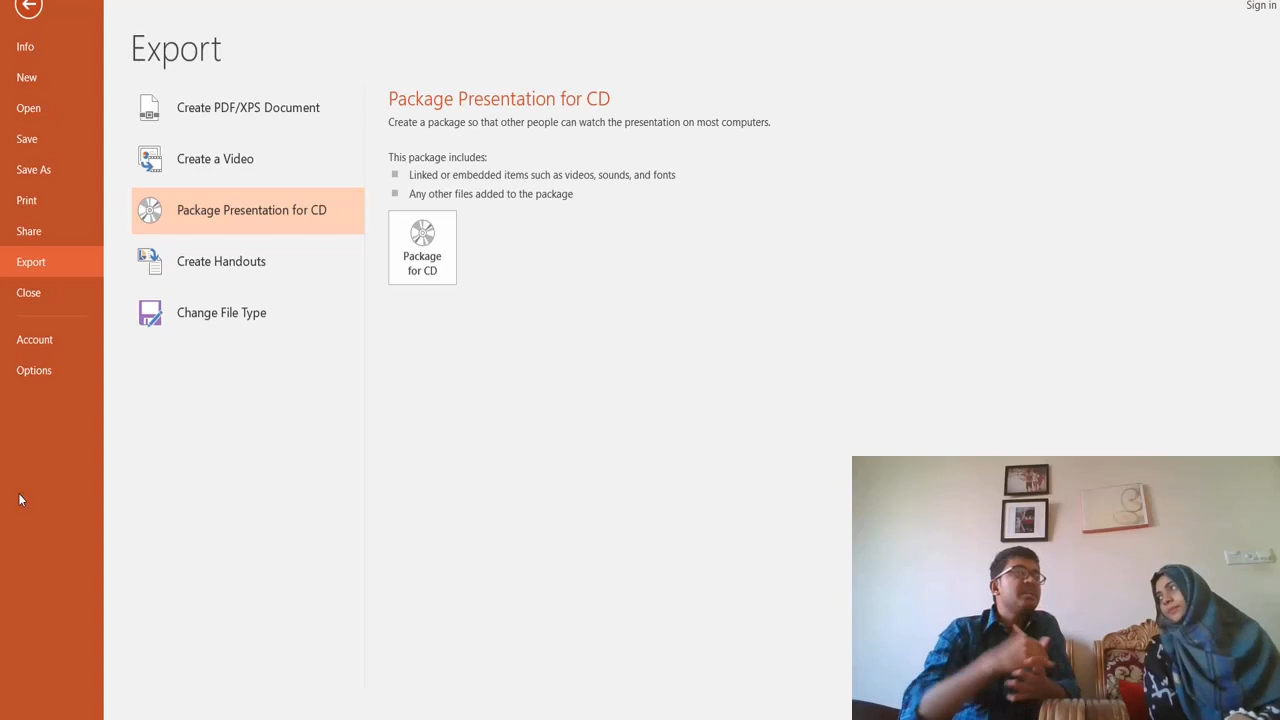 Sign in
Export
Info
New
Open
Save
Save As
Print
Share
Export
Close
Account
Options
Create PDF/XPS Document
Create a Video
Package Presentation for CD
Create Handouts
Change File Type
Package Presentation for CD
Create a package so that other people can watch the presentation on most computers.
This package includes:
Linked or embedded items such as videos, sounds, and fonts
Any other files added to the package
Package
for CD